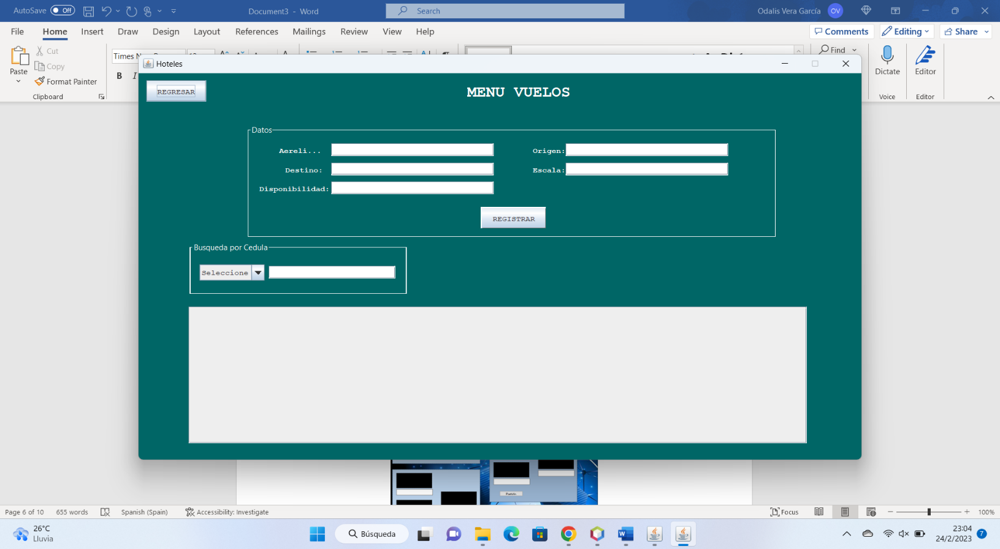 AutoSave Off
Document3 - Word
Search
Odalis Vera García OV
File Home Insert Draw Design Layout References Mailings Review View Help
Comments Editing Share
Paste
Cut
Copy
Format Painter
Clipboard
Times
B I
Find
Dictate
Editor
Voice
Editor
Hoteles
REGRESAR
MENU VUELOS
Datos
Aereli... Origen:
Destino: Escala:
Disponibilidad:
REGISTRAR
Busqueda por Cedula
Seleccione
Page 6 of 10 655 words Spanish (Spain) Accessibility: Investigate
Focus 100%
26°C
Lluvia
Búsqueda
23:04
24/2/2023
7